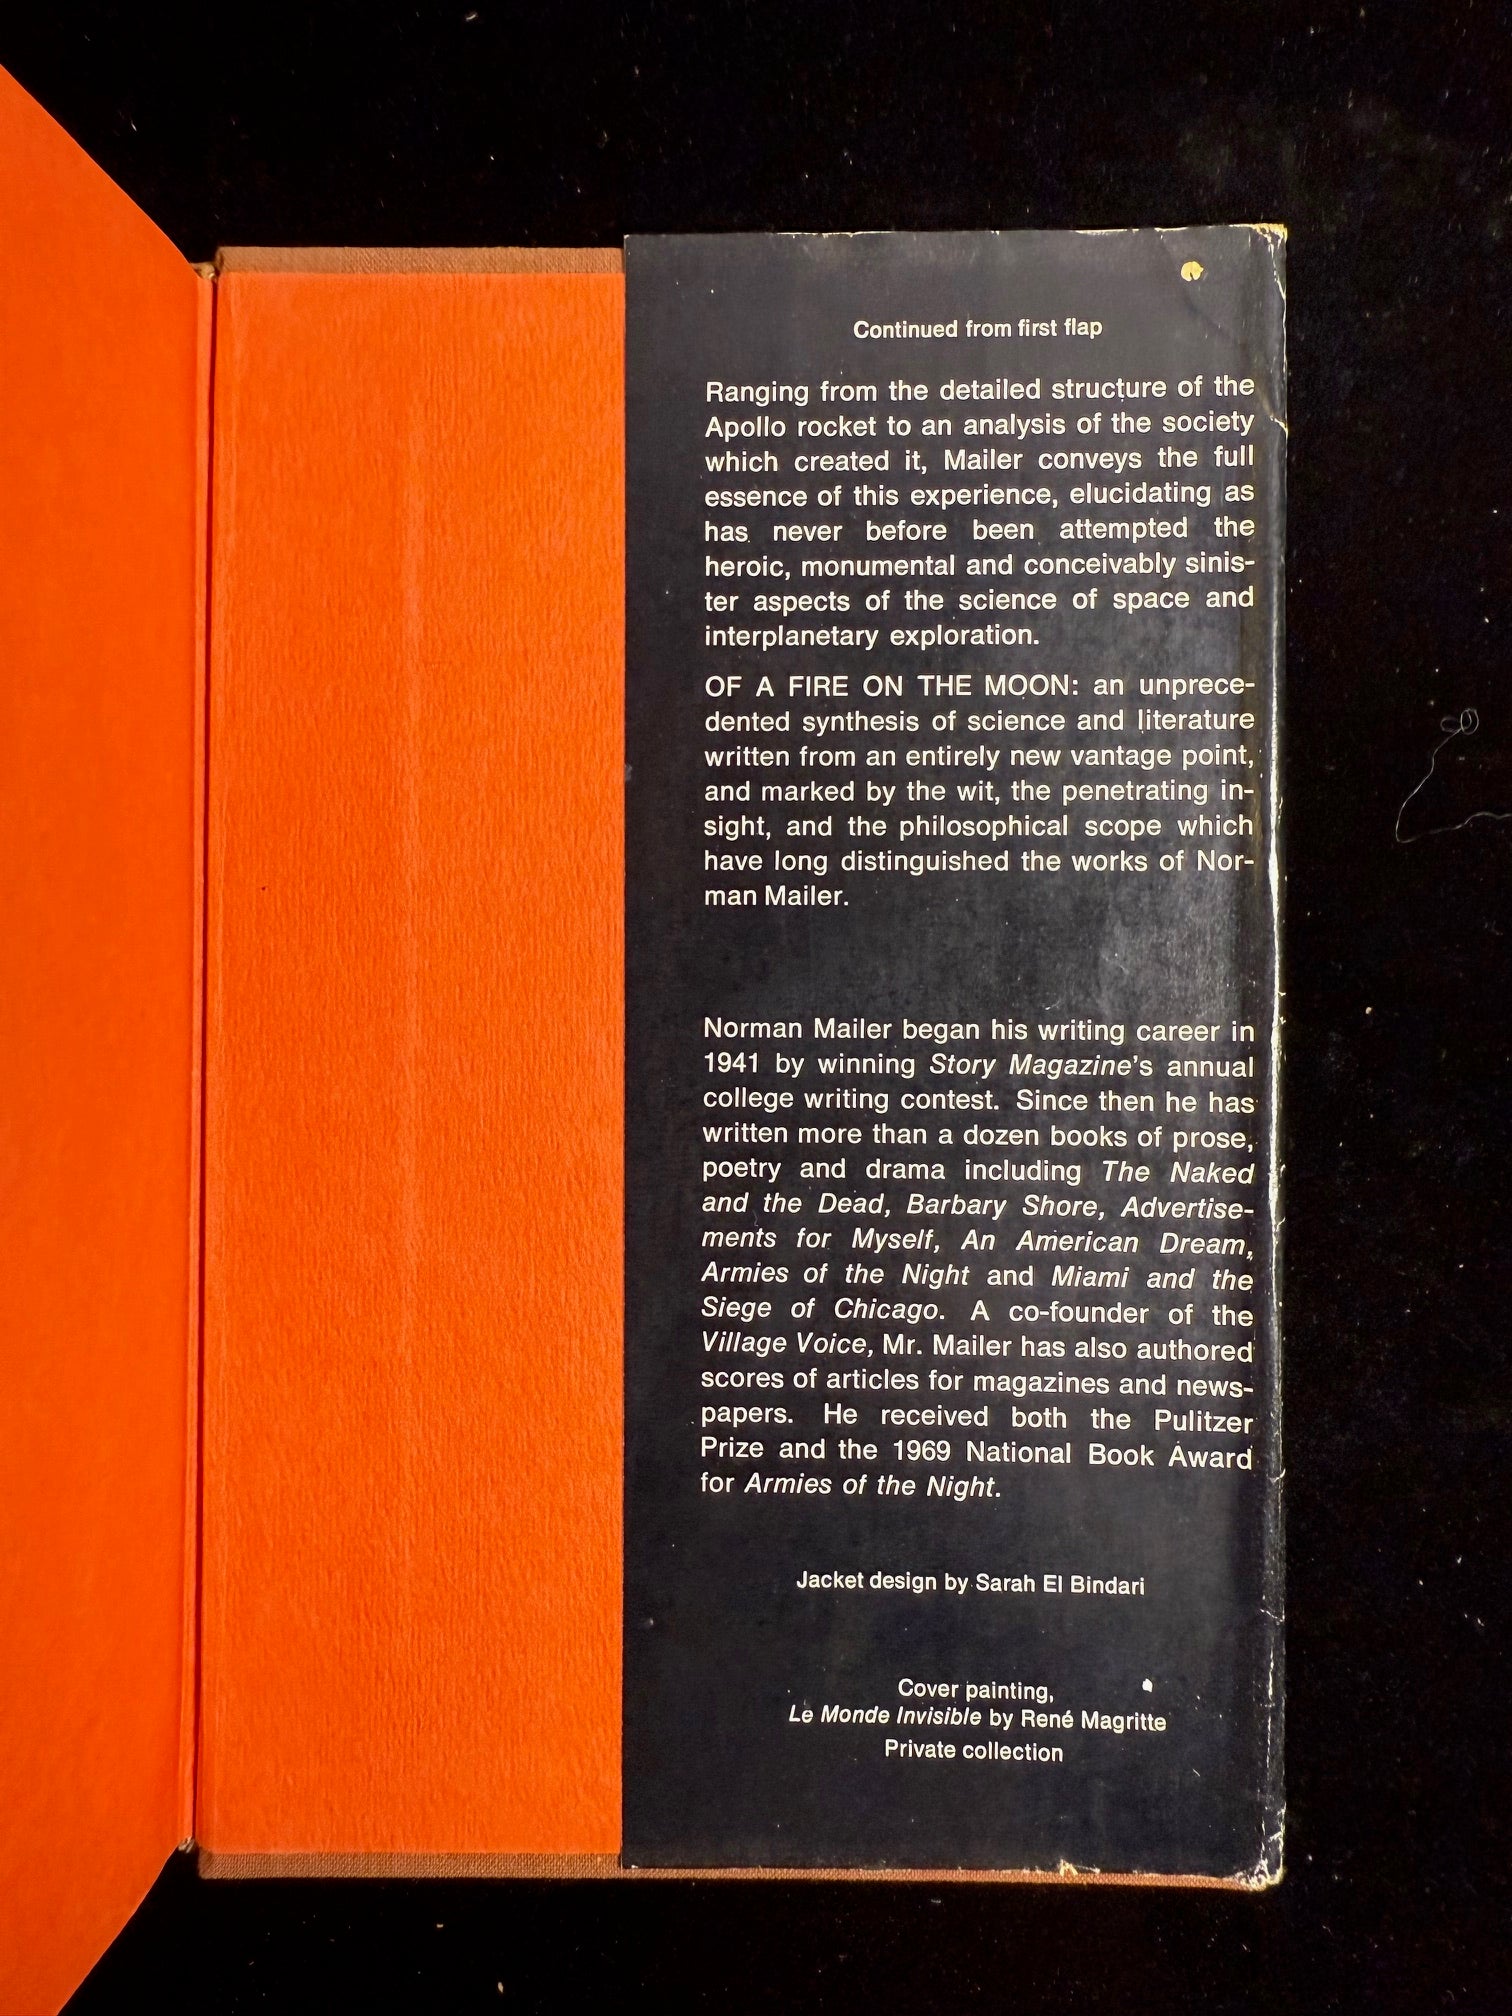 Continued from first flap
Ranging from the detailed structure of the
Apollo rocket to an analysis of the society
which created it, Mailer conveys the full
essence of this experience, elucidating as
has never before been attempted the
heroic, monumental and conceivably sinis-
ter aspects of the science of space and
interplanetary exploration.
OF A FIRE ON THE MOON: an unprece-
dented synthesis of science and literature
written from an entirely new vantage point,
and marked by the wit, the penetrating in-
sight, and the philosophical scope which
have long distinguished the works of Nor-
man Mailer.
Norman Mailer began his writing career in
1941 by winning Story Magazine's annual
college writing contest. Since then he has
written more than a dozen books of prose,
poetry and drama including The Naked
and the Dead, Barbary Shore, Advertise-
ments for Myself, An American Dream,
Armies of the Night and Miami and the
Siege of Chicago. A co-founder of the
Village Voice, Mr. Mailer has also authored
scores of articles for magazines and news-
papers. He received both the Pulitzer
Prize and the 1969 National Book Award
for Armies of the Night.
Jacket design by Sarah El Bindari
Cover painting,
Le Monde Invisible by René Magritte
Private collection